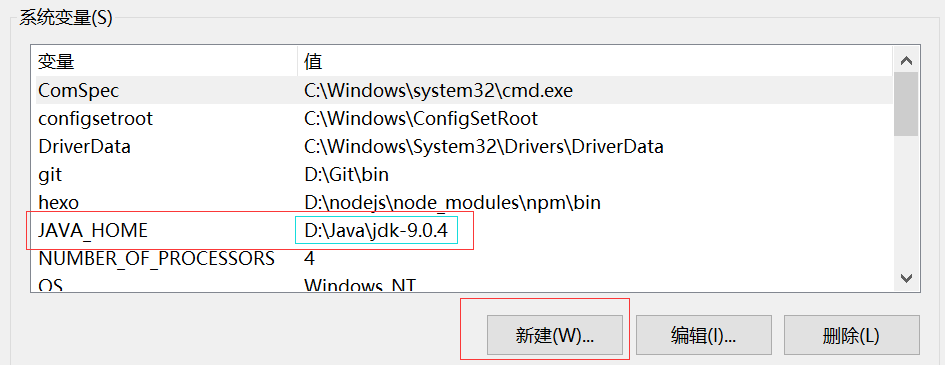 系统变量(S)
变量 值
ComSpec C:\Windows\system32\cmd.exe
configsetroot C:\Windows\ConfigSetRoot
DriverData C:\Windows\System32\Drivers\DriverData
git D:\Git\bin
hexo D:\nodejs\node_modules\npm\bin
JAVA_HOME D:\Java\jdk-9.0.4
NUMBER_OF_PROCESSORS 4
OS Windows_NT
新建(W)... 编辑(I)... 删除(L)